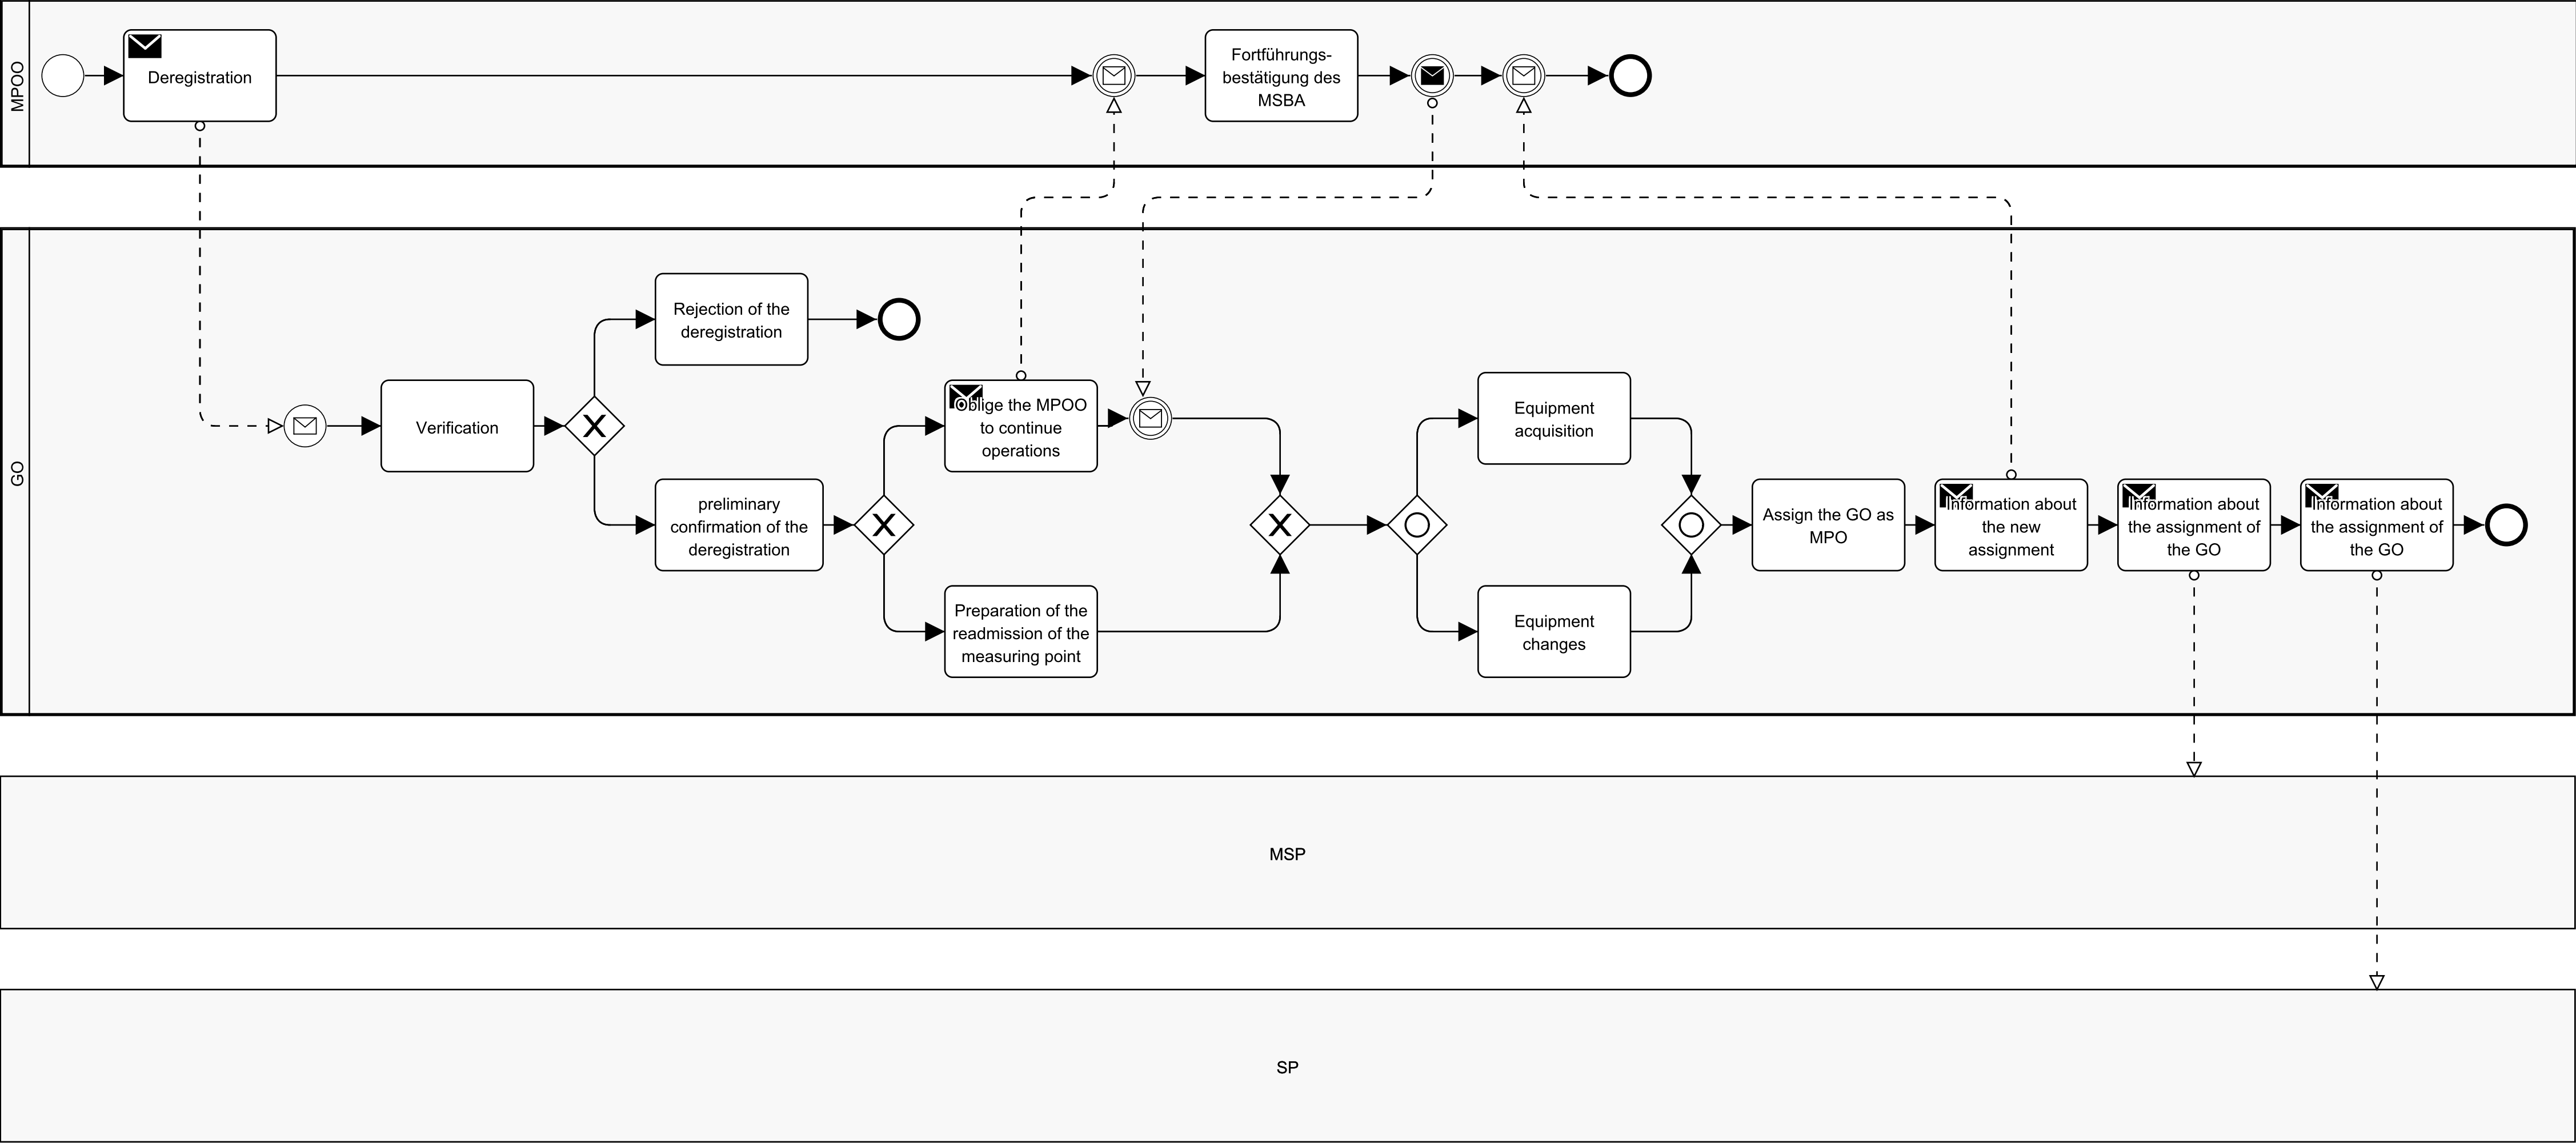 MPOO
Deregistration
Fortführungs-
bestätigung des
MSBA
GO
Verification
Rejection of the
deregistration
preliminary
confirmation of the
deregistration
Oblige the MPOO
to continue
operations
Preparation of the
readmission of the
measuring point
Equipment
acquisition
Equipment
changes
Assign the GO as
MPO
Information about
the new
assignment
Information about
the assignment of
the GO
Information about
the assignment of
the GO
MSP
SP